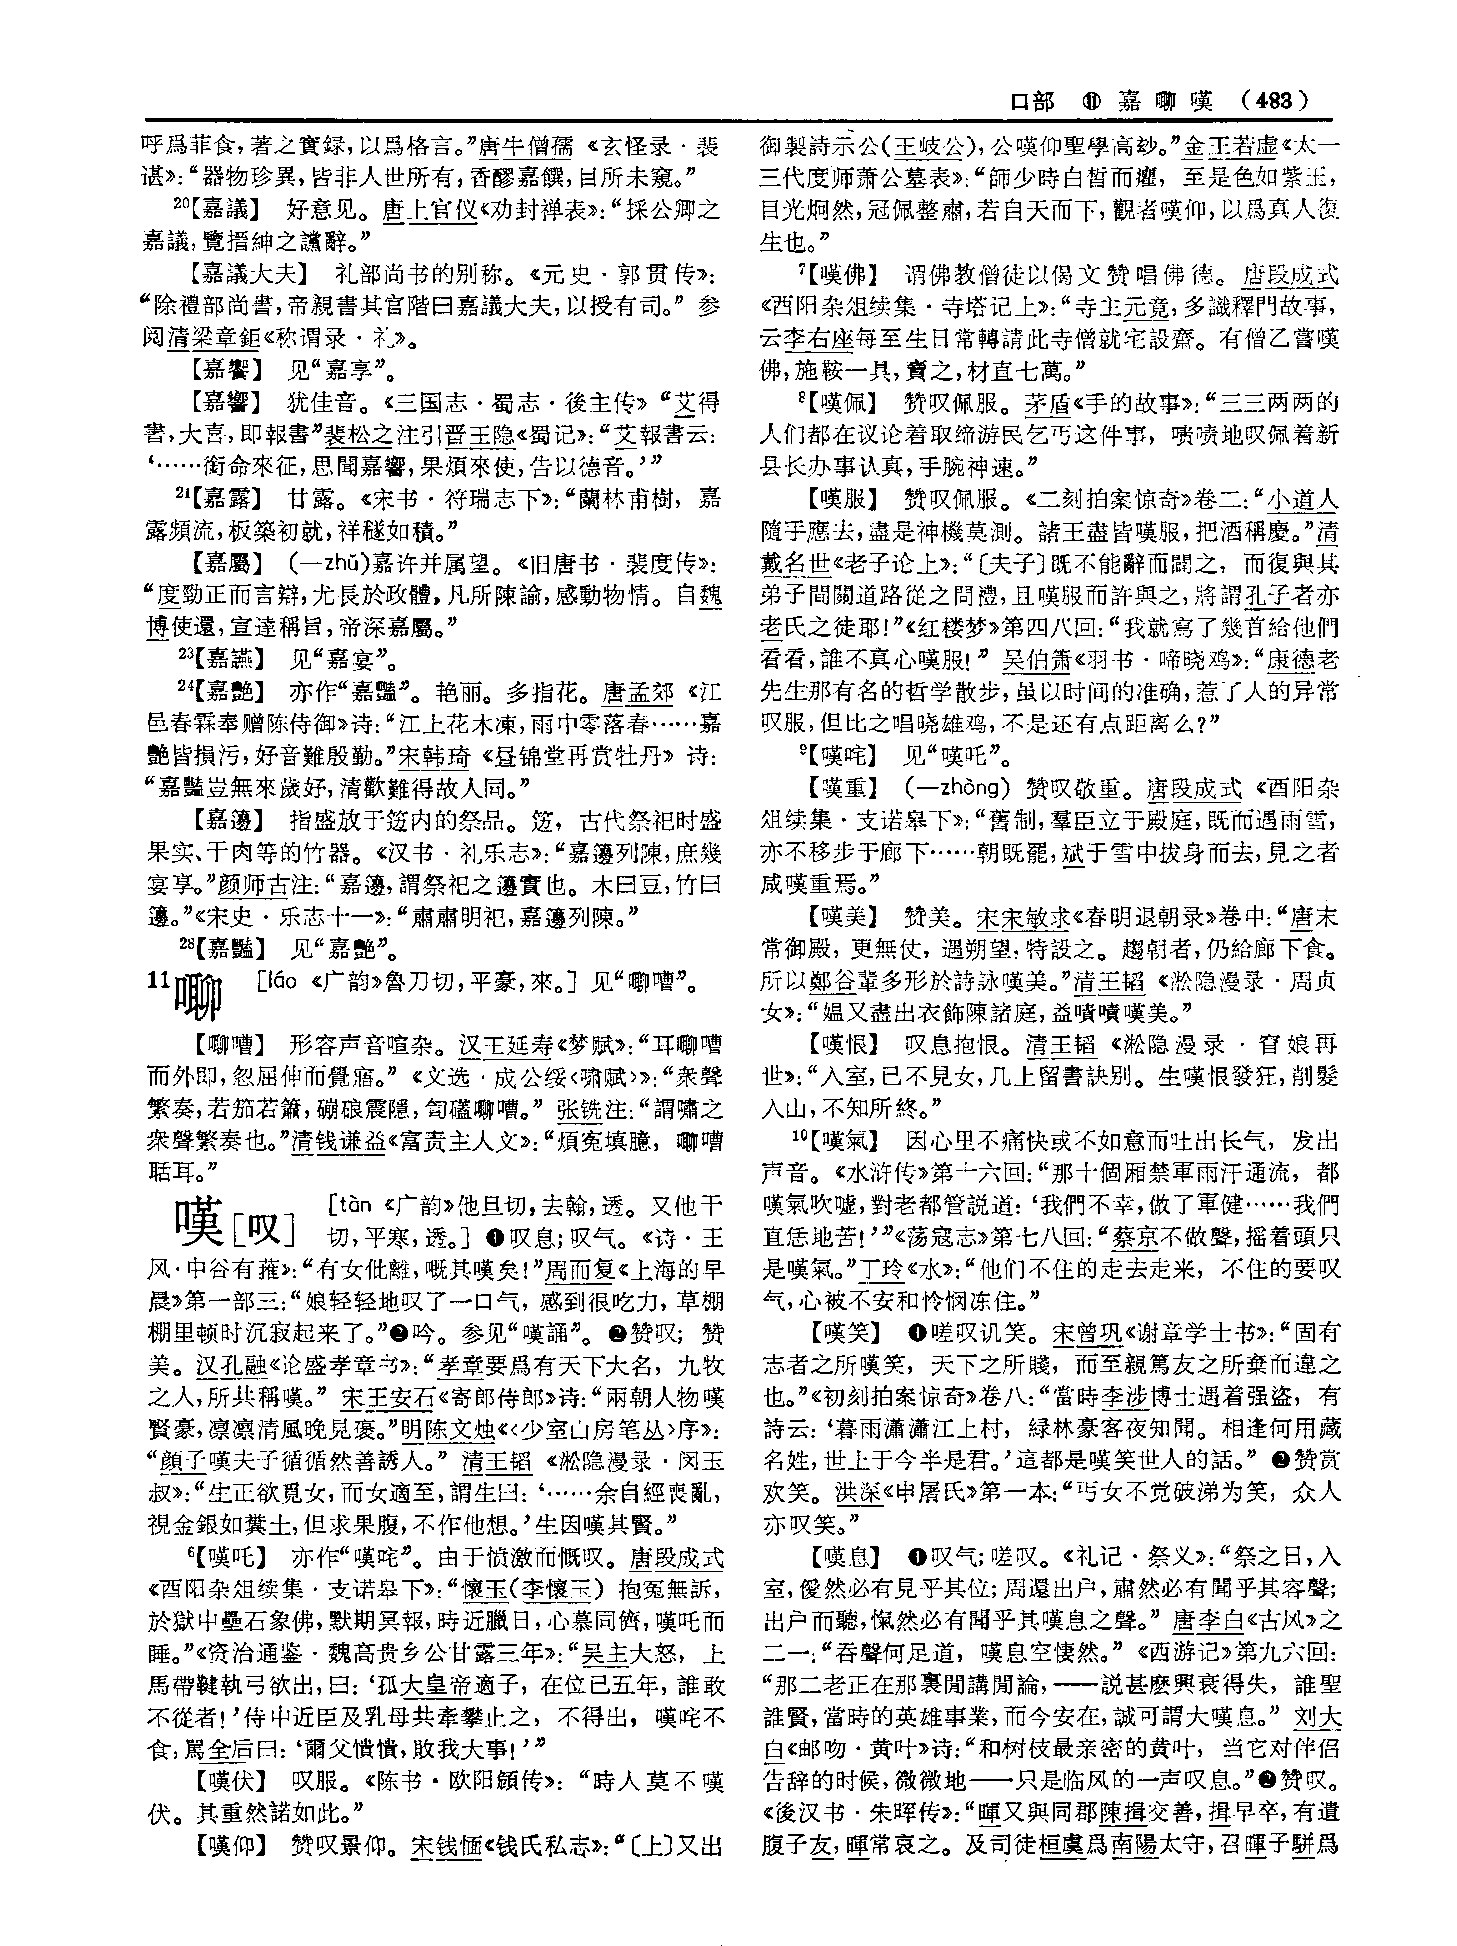 口部 ⑪ 嘉嘲嘆 (483)
呼爲菲食，著之實録，以爲格言。”唐牛僧孺《玄怪录·裴
谌》：“器物珍異，皆非人世所有，香醪嘉饌，目所未窺。”
20【嘉議】 好意见。唐上官仪《劝封禅表》：“採公卿之
嘉議，覽搢紳之讜辭。”
【嘉議大夫】 礼部尚书的别称。《元史·郭贯传》：
“除禮部尚書，帝親書其官階曰嘉議大夫，以授有司。” 参
阅清梁章鉅《称谓录·礼》。
【嘉饗】 见“嘉享”。
【嘉響】 犹佳音。《三国志·蜀志·後主传》“艾得
書，大喜，即報書”裴松之注引晋王隐《蜀记》：“艾報書云：
‘……銜命來征，思聞嘉響，果煩來使，告以德音。’”
21【嘉露】 甘露。《宋书·符瑞志下》：“蘭林甫樹，嘉
露頻流，板築初就，祥穟如積。”
【嘉屬】 (—zhǔ)嘉许并属望。《旧唐书·裴度传》：
“度勁正而言辯，尤長於政體，凡所陳諭，感動物情。自魏
博使還，宣達稱旨，帝深嘉屬。”
23【嘉讌】 见“嘉宴”。
24【嘉艷】 亦作“嘉豔”。艳丽。多指花。唐孟郊《江
邑春霖奉赠陈侍御》诗：“江上花木凍，雨中零落春……嘉
艷皆損污，好音難殷勤。”宋韩琦《昼锦堂再赏牡丹》诗：
“嘉豔豈無來歲好，清歡難得故人同。”
【嘉籩】 指盛放于笾内的祭品。笾，古代祭祀时盛
果实、干肉等的竹器。《汉书·礼乐志》：“嘉籩列陳，庶幾
宴享。”颜师古注：“嘉籩，謂祭祀之籩實也。木曰豆，竹曰
籩。”《宋史·乐志十一》：“肅肅明祀，嘉籩列陳。”
28【嘉豔】 见“嘉艷”。
11嘲 [láo 《广韵》魯刀切，平豪，來。] 见“嘲嘈”。
【嘲嘈】 形容声音喧杂。汉王延寿《梦赋》：“耳嘲嘈
而外即，忽屈伸而覺寤。”《文选·成公绥〈啸赋〉》：“衆聲
繁奏，若笳若簫，磞硠震隱，訇礚嘲嘈。” 张铣注：“謂嘯之
衆聲繁奏也。”清钱谦益《富责主人文》：“煩寃填臆，嘲嘈
聒耳。”
嘆[叹] [tàn 《广韵》他旦切，去翰，透。又他干
切，平寒，透。] ❶叹息；叹气。《诗·王
风·中谷有蓷》：“有女仳離，嘅其嘆矣！”周而复《上海的早
晨》第一部三：“娘轻轻地叹了一口气，感到很吃力，草棚
棚里顿时沉寂起来了。”❷吟。参见“嘆誦”。❷赞叹；赞
美。汉孔融《论盛孝章书》：“孝章要爲有天下大名，九牧
之人，所共稱嘆。” 宋王安石《寄郎侍郎》诗：“兩朝人物嘆
賢豪，凛凛清風晚見褒。”明陈文烛《〈少室山房笔丛〉序》：
“顔子嘆夫子循循然善誘人。” 清王韬《淞隐漫录·闵玉
叔》：“生正欲覓女，而女適至，謂生曰：‘……余自經喪亂，
視金銀如糞土，但求果腹，不作他想。’生因嘆其賢。”
6【嘆吒】 亦作“嘆咤”。由于愤激而慨叹。唐段成式
《酉阳杂俎续集·支诺皋下》：“懷玉(李懷玉) 抱冤無訴，
於獄中壘石象佛，默期冥報，時近臘日，心慕同儕，嘆吒而
睡。”《资治通鉴·魏高贵乡公甘露三年》：“吴主大怒，上
馬帶鞬執弓欲出，曰：‘孤大皇帝適子，在位已五年，誰敢
不從者！’侍中近臣及乳母共牽攀止之，不得出，嘆咤不
食；駡全后曰：‘爾父憒憒，敗我大事！’”
【嘆伏】 叹服。《陈书·欧阳頠传》：“時人莫不嘆
伏。其重然諾如此。”
【嘆仰】 赞叹景仰。宋钱愐《钱氏私志》：“〔上〕又出
御製詩示公(王岐公)，公嘆仰聖學高玅。”金王若虚《太一
三代度师萧公墓表》：“師少時白皙而癯，至是色如紫玉，
目光炯然，冠佩整肅，若自天而下，觀者嘆仰，以爲真人復
生也。”
7【嘆佛】 谓佛教僧徒以偈文赞唱佛德。唐段成式
《酉阳杂俎续集·寺塔记上》：“寺主元竟，多識釋門故事，
云李右座每至生日常轉請此寺僧就宅設齋。有僧乙嘗嘆
佛，施鞍一具，賣之，材直七萬。”
8【嘆佩】 赞叹佩服。茅盾《手的故事》：“三三两两的
人们都在议论着取缔游民乞丐这件事，啧啧地叹佩着新
县长办事认真，手腕神速。”
【嘆服】 赞叹佩服。《二刻拍案惊奇》卷二：“小道人
隨手應去，盡是神機莫測。諸王盡皆嘆服，把酒稱慶。”清
戴名世《老子论上》：“〔夫子〕既不能辭而闢之，而復與其
弟子間關道路從之問禮，且嘆服而許與之，將謂孔子者亦
老氏之徒耶！”《红楼梦》第四八回：“我就寫了幾首給他們
看看，誰不真心嘆服！” 吴伯箫《羽书·啼晓鸡》：“康德老
先生那有名的哲学散步，虽以时间的准确，惹了人的异常
叹服，但比之唱晓雄鸡，不是还有点距离么？”
9【嘆咤】 见“嘆吒”。
【嘆重】 (—zhòng) 赞叹敬重。唐段成式《酉阳杂
俎续集·支诺皋下》：“舊制，羣臣立于殿庭，既而遇雨雪，
亦不移步于廊下……朝既罷，斌于雪中拔身而去，見之者
咸嘆重焉。”
【嘆美】 赞美。宋宋敏求《春明退朝录》卷中：“唐末
常御殿，更無仗，遇朔望，特設之。趨朝者，仍給廊下食。
所以鄭谷輩多形於詩詠嘆美。”清王韬《淞隐漫录·周贞
女》：“媪又盡出衣飾陳諸庭，益嘖嘖嘆美。”
【嘆恨】 叹息抱恨。清王韬《淞隐漫录·窅娘再
世》：“入室，已不見女，几上留書訣别。生嘆恨發狂，削髮
入山，不知所終。”
10【嘆氣】 因心里不痛快或不如意而吐出长气，发出
声音。《水浒传》第十六回：“那十個厢禁軍雨汗通流，都
嘆氣吹嘘，對老都管説道：‘我們不幸，做了軍健……我們
直恁地苦！’”《荡寇志》第七八回：“蔡京不做聲，摇着頭只
是嘆氣。”丁玲《水》：“他们不住的走去走来，不住的要叹
气，心被不安和怜悯冻住。”
【嘆笑】 ❶嗟叹讥笑。宋曾巩《谢章学士书》：“固有
志者之所嘆笑，天下之所賤，而至親篤友之所棄而違之
也。”《初刻拍案惊奇》卷八：“當時李涉博士遇着强盗，有
詩云：‘暮雨瀟瀟江上村，緑林豪客夜知聞。相逢何用藏
名姓，世上于今半是君。’這都是嘆笑世人的話。” ❷赞赏
欢笑。洪深《申屠氏》第一本：“丐女不觉破涕为笑，众人
亦叹笑。”
【嘆息】 ❶叹气；嗟叹。《礼记·祭义》：“祭之日，入
室，僾然必有見乎其位；周還出户，肅然必有聞乎其容聲；
出户而聽，愾然必有聞乎其嘆息之聲。” 唐李白《古风》之
二一：“吞聲何足道，嘆息空悽然。” 《西游记》第九六回：
“那二老正在那裏閒講閒論，——説甚麽興衰得失，誰聖
誰賢，當時的英雄事業，而今安在，誠可謂大嘆息。” 刘大
白《邮吻·黄叶》诗：“和树枝最亲密的黄叶，当它对伴侣
告辞的时候，微微地——只是临风的一声叹息。”❷赞叹。
《後汉书·朱晖传》：“暉又與同郡陳揖交善，揖早卒，有遺
腹子友，暉常哀之。及司徒桓虞爲南陽太守，召暉子駢爲